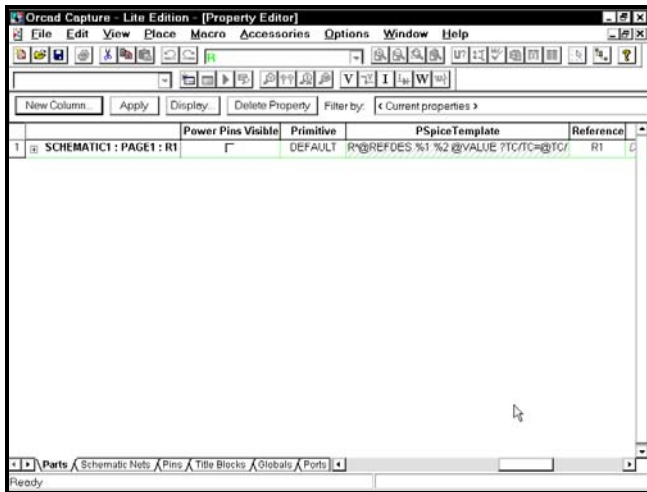 Orcad Capture - Lite Edition - [Property Editor]
File Edit View Place Macro Accessories Options Window Help
R
V I W
New Column... Apply Display... Delete Property Filter by: < Current properties >
Power Pins Visible Primitive PSpiceTemplate Reference
1 SCHEMATIC1 : PAGE1 : R1 DEFAULT R^@REFDES %1 %2 @VALUE ?TC/TC=@TC/ R1
Parts Schematic Nets Pins Title Blocks Globals Ports
Ready